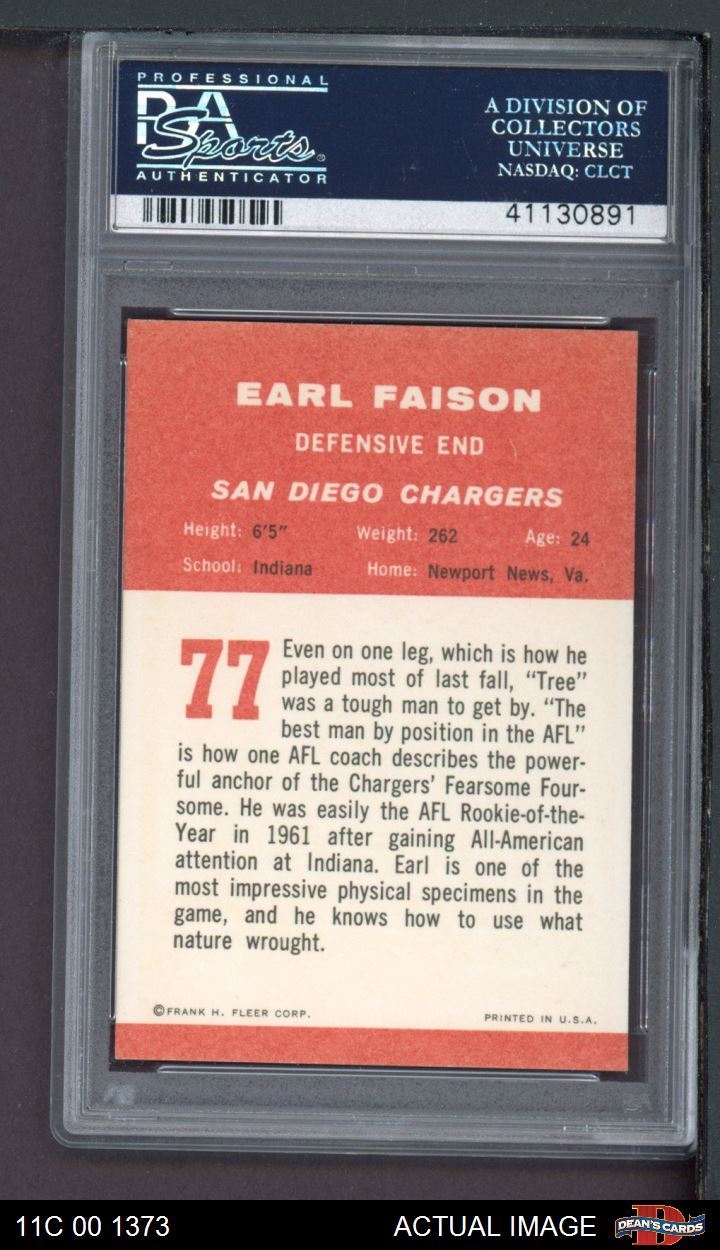 PROFESSIONAL
PSA
Sports®
AUTHENTICATOR
A DIVISION OF
COLLECTORS
UNIVERSE
NASDAQ: CLCT
41130891
EARL FAISON
DEFENSIVE END
SAN DIEGO CHARGERS
Height: 6'5" Weight: 262 Age: 24
School: Indiana Home: Newport News, Va.
77
Even on one leg, which is how he
played most of last fall, "Tree"
was a tough man to get by. "The
best man by position in the AFL"
is how one AFL coach describes the power-
ful anchor of the Chargers' Fearsome Four-
some. He was easily the AFL Rookie-of-the-
Year in 1961 after gaining All-American
attention at Indiana. Earl is one of the
most impressive physical specimens in the
game, and he knows how to use what
nature wrought.
©FRANK H. FLEER CORP. PRINTED IN U.S.A.
11C 00 1373 ACTUAL IMAGE D DEAN'S CARDS